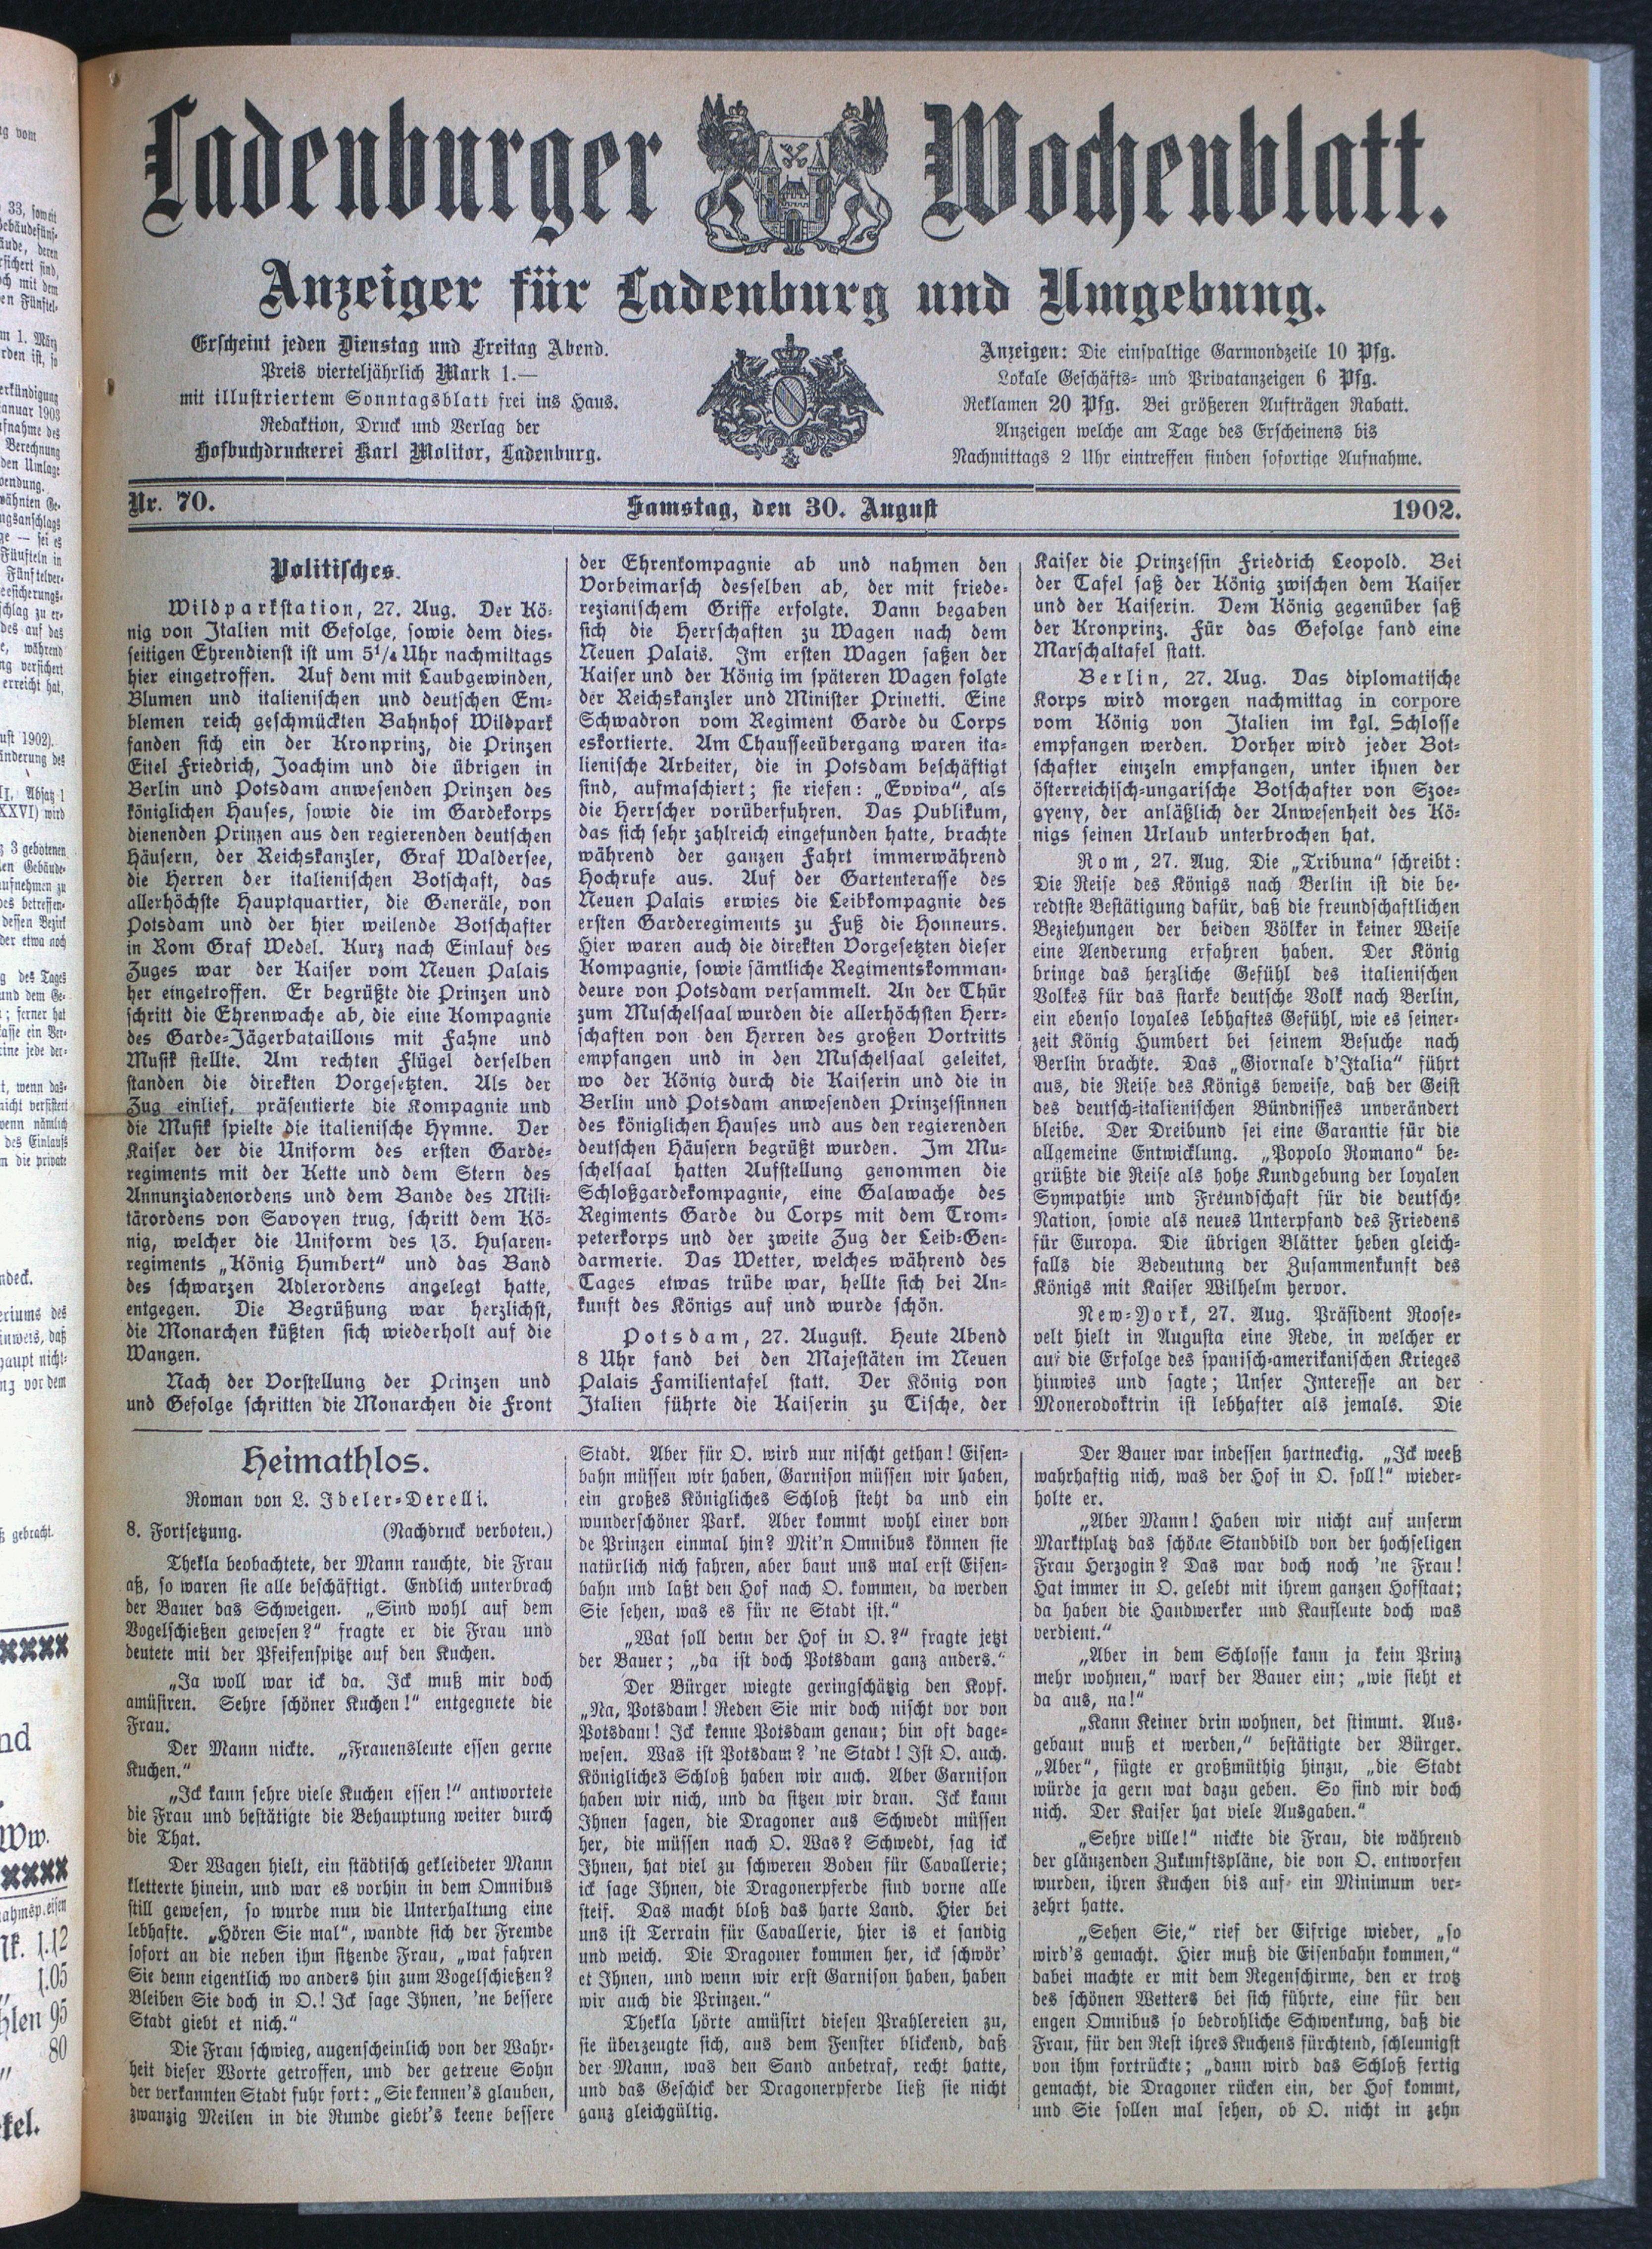 Ladenburger Wochenblatt.
Anzeiger für Ladenburg und Umgebung.
Erscheint jeden Dienstag und Freitag Abend.
Preis vierteljährlich Mark 1.—
mit illustriertem Sonntagsblatt frei ins Haus.
Redaktion, Druck und Verlag der
Hofbuchdruckerei Karl Molitor, Ladenburg.
Anzeigen: Die einspaltige Garmondzeile 10 Pfg.
Lokale Geschäfts- und Privatanzeigen 6 Pfg.
Reklamen 20 Pfg. Bei größeren Aufträgen Rabatt.
Anzeigen welche am Tage des Erscheinens bis
Nachmittags 2 Uhr eintreffen finden sofortige Aufnahme.
Nr. 70. Samstag, den 30. August 1902.
Politisches.
Wildparkstation, 27. Aug. Der Kö-
nig von Italien mit Gefolge, sowie dem dies-
seitigen Ehrendienst ist um 5¼ Uhr nachmittags
hier eingetroffen. Auf dem mit Laubgewinden,
Blumen und italienischen und deutschen Em-
blemen reich geschmückten Bahnhof Wildpark
fanden sich ein der Kronprinz, die Prinzen
Eitel Friedrich, Joachim und die übrigen in
Berlin und Potsdam anwesenden Prinzen des
königlichen Hauses, sowie die im Gardekorps
dienenden Prinzen aus den regierenden deutschen
Häusern, der Reichskanzler, Graf Waldersee,
die Herren der italienischen Botschaft, das
allerhöchste Hauptquartier, die Generäle, von
Potsdam und der hier weilende Botschafter
in Rom Graf Wedel. Kurz nach Einlauf des
Zuges war der Kaiser vom Neuen Palais
her eingetroffen. Er begrüßte die Prinzen und
schritt die Ehrenwache ab, die eine Kompagnie
des Garde-Jägerbataillons mit Fahne und
Musik stellte. Am rechten Flügel derselben
standen die direkten Vorgesetzten. Als der
Zug einlief, präsentierte die Kompagnie und
die Musik spielte die italienische Hymne. Der
Kaiser der die Uniform des ersten Garde-
regiments mit der Kette und dem Stern des
Annunziadenordens und dem Bande des Mili-
tärordens von Savoyen trug, schritt dem Kö-
nig, welcher die Uniform des 13. Husaren-
regiments „König Humbert“ und das Band
des schwarzen Adlerordens angelegt hatte,
entgegen. Die Begrüßung war herzlichst,
die Monarchen küßten sich wiederholt auf die
Wangen.
Nach der Vorstellung der Prinzen und
und Gefolge schritten die Monarchen die Front
der Ehrenkompagnie ab und nahmen den
Vorbeimarsch desselben ab, der mit friede-
rezianischem Griffe erfolgte. Dann begaben
sich die Herrschaften zu Wagen nach dem
Neuen Palais. Im ersten Wagen saßen der
Kaiser und der König im späteren Wagen folgte
der Reichskanzler und Minister Prinetti. Eine
Schwadron vom Regiment Garde du Corps
eskortierte. Am Chausseeübergang waren ita-
lienische Arbeiter, die in Potsdam beschäftigt
sind, aufmaschiert; sie riefen: „Evviva“, als
die Herrscher vorüberfuhren. Das Publikum,
das sich sehr zahlreich eingefunden hatte, brachte
während der ganzen Fahrt immerwährend
Hochrufe aus. Auf der Gartenterasse des
Neuen Palais erwies die Leibkompagnie des
ersten Garderegiments zu Fuß die Honneurs.
Hier waren auch die direkten Vorgesetzten dieser
Kompagnie, sowie sämtliche Regimentskomman-
deure von Potsdam versammelt. An der Thür
zum Muschelsaal wurden die allerhöchsten Herr-
schaften von den Herren des großen Vortritts
empfangen und in den Muschelsaal geleitet,
wo der König durch die Kaiserin und die in
Berlin und Potsdam anwesenden Prinzessinnen
des königlichen Hauses und aus den regierenden
deutschen Häusern begrüßt wurden. Im Mu-
schelsaal hatten Aufstellung genommen die
Schloßgardekompagnie, eine Galawache des
Regiments Garde du Corps mit dem Trom-
peterkorps und der zweite Zug der Leib-Gen-
darmerie. Das Wetter, welches während des
Tages etwas trübe war, hellte sich bei An-
kunft des Königs auf und wurde schön.
Potsdam, 27. August. Heute Abend
8 Uhr fand bei den Majestäten im Neuen
Palais Familientafel statt. Der König von
Italien führte die Kaiserin zu Tische, der
Kaiser die Prinzessin Friedrich Leopold. Bei
der Tafel saß der König zwischen dem Kaiser
und der Kaiserin. Dem König gegenüber saß
der Kronprinz. Für das Gefolge fand eine
Marschaltafel statt.
Berlin, 27. Aug. Das diplomatische
Korps wird morgen nachmittag in corpore
vom König von Italien im kgl. Schlosse
empfangen werden. Vorher wird jeder Bot-
schafter einzeln empfangen, unter ihnen der
österreichisch-ungarische Botschafter von Szoe-
gyeny, der anläßlich der Anwesenheit des Kö-
nigs seinen Urlaub unterbrochen hat.
Rom, 27. Aug. Die „Tribuna“ schreibt:
Die Reise des Königs nach Berlin ist die be-
redtste Bestätigung dafür, daß die freundschaftlichen
Beziehungen der beiden Völker in keiner Weise
eine Aenderung erfahren haben. Der König
bringe das herzliche Gefühl des italienischen
Volkes für das starke deutsche Volk nach Berlin,
ein ebenso loyales lebhaftes Gefühl, wie es seiner-
zeit König Humbert bei seinem Besuche nach
Berlin brachte. Das „Giornale d'Italia“ führt
aus, die Reise des Königs beweise, daß der Geist
des deutsch-italienischen Bündnisses unverändert
bleibe. Der Dreibund sei eine Garantie für die
allgemeine Entwicklung. „Popolo Romano“ be-
grüßte die Reise als hohe Kundgebung der loyalen
Sympathie und Freundschaft für die deutsche
Nation, sowie als neues Unterpfand des Friedens
für Europa. Die übrigen Blätter heben gleich-
falls die Bedeutung der Zusammenkunft des
Königs mit Kaiser Wilhelm hervor.
New-York, 27. Aug. Präsident Roose-
velt hielt in Augusta eine Rede, in welcher er
auf die Erfolge des spanisch-amerikanischen Krieges
hinwies und sagte; Unser Interesse an der
Monerodoktrin ist lebhafter als jemals. Die
Heimathlos.
Roman von L. Ideler-Derelli.
8. Fortsetzung. (Nachdruck verboten.)
Thekla beobachtete, der Mann rauchte, die Frau
aß, so waren sie alle beschäftigt. Endlich unterbrach
der Bauer das Schweigen. „Sind wohl auf dem
Vogelschießen gewesen?“ fragte er die Frau und
deutete mit der Pfeifenspitze auf den Kuchen.
„Ja woll war ick da. Ick muß mir doch
amüsiren. Sehre schöner Kuchen!“ entgegnete die
Frau.
Der Mann nickte. „Frauensleute essen gerne
Kuchen.“
„Ick kann sehre viele Kuchen essen!“ antwortete
die Frau und bestätigte die Behauptung weiter durch
die That.
Der Wagen hielt, ein städtisch gekleideter Mann
kletterte hinein, und war es vorhin in dem Omnibus
still gewesen, so wurde nun die Unterhaltung eine
lebhafte. „Hören Sie mal“, wandte sich der Fremde
sofort an die neben ihm sitzende Frau, „wat fahren
Sie denn eigentlich wo anders hin zum Vogelschießen?
Bleiben Sie doch in O.! Ick sage Ihnen, 'ne bessere
Stadt giebt et nich.“
Die Frau schwieg, augenscheinlich von der Wahr-
heit dieser Worte getroffen, und der getreue Sohn
der verkannten Stadt fuhr fort: „Sie kennen's glauben,
zwanzig Meilen in die Runde giebt's keene bessere
Stadt. Aber für O. wird nur nischt gethan! Eisen-
bahn müssen wir haben, Garnison müssen wir haben,
ein großes Königliches Schloß steht da und ein
wunderschöner Park. Aber kommt wohl einer von
de Prinzen einmal hin? Mit'n Omnibus können sie
natürlich nich fahren, aber baut uns mal erst Eisen-
bahn und laßt den Hof nach O. kommen, da werden
Sie sehen, was es für ne Stadt ist.“
„Wat soll denn der Hof in O.?“ fragte jetzt
der Bauer; „da ist doch Potsdam ganz anders.“
Der Bürger wiegte geringschätzig den Kopf.
„Na, Potsdam! Reden Sie mir doch nischt vor von
Potsdam! Ick kenne Potsdam genau; bin oft dage-
wesen. Was ist Potsdam? 'ne Stadt! Ist O. auch.
Königliches Schloß haben wir auch. Aber Garnison
haben wir nich, und da sitzen wir dran. Ick kann
Ihnen sagen, die Dragoner aus Schwedt müssen
her, die müssen nach O. Was? Schwedt, sag ick
Ihnen, hat viel zu schweren Boden für Cavallerie;
ick sage Ihnen, die Dragonerpferde sind vorne alle
steif. Das macht bloß das harte Land. Hier bei
uns ist Terrain für Cavallerie, hier is et sandig
und weich. Die Dragoner kommen her, ick schwör'
et Ihnen, und wenn wir erst Garnison haben, haben
wir auch die Prinzen.“
Thekla hörte amüsirt diesen Prahlereien zu,
sie überzeugte sich, aus dem Fenster blickend, daß
der Mann, was den Sand anbetraf, recht hatte,
und das Geschick der Dragonerpferde ließ sie nicht
ganz gleichgültig.
Der Bauer war indessen hartneckig. „Ick weeß
wahrhaftig nich, was der Hof in O. soll!“ wieder-
holte er.
„Aber Mann! Haben wir nicht auf unserm
Marktplatz das schöne Standbild von der hochseligen
Frau Herzogin? Das war doch noch 'ne Frau!
Hat immer in O. gelebt mit ihrem ganzen Hofstaat;
da haben die Handwerker und Kaufleute doch was
verdient.“
„Aber in dem Schlosse kann ja kein Prinz
mehr wohnen,“ warf der Bauer ein; „wie sieht et
da aus, na!“
„Kann Keiner drin wohnen, det stimmt. Aus-
gebaut muß et werden,“ bestätigte der Bürger.
„Aber“, fügte er großmüthig hinzu, „die Stadt
würde ja gern wat dazu geben. So sind wir doch
nich. Der Kaiser hat viele Ausgaben.“
„Sehre ville!“ nickte die Frau, die während
der glänzenden Zukunftspläne, die von O. entworfen
wurden, ihren Kuchen bis auf ein Minimum ver-
zehrt hatte.
„Sehen Sie,“ rief der Eifrige wieder, „so
wird's gemacht. Hier muß die Eisenbahn kommen,“
dabei machte er mit dem Regenschirme, den er trotz
des schönen Wetters bei sich führte, eine für den
engen Omnibus so bedrohliche Schwenkung, daß die
Frau, für den Rest ihres Kuchens fürchtend, schleunigst
von ihm fortrückte; „dann wird das Schloß fertig
gemacht, die Dragoner rücken ein, der Hof kommt,
und Sie sollen mal sehen, ob O. nicht in zehn